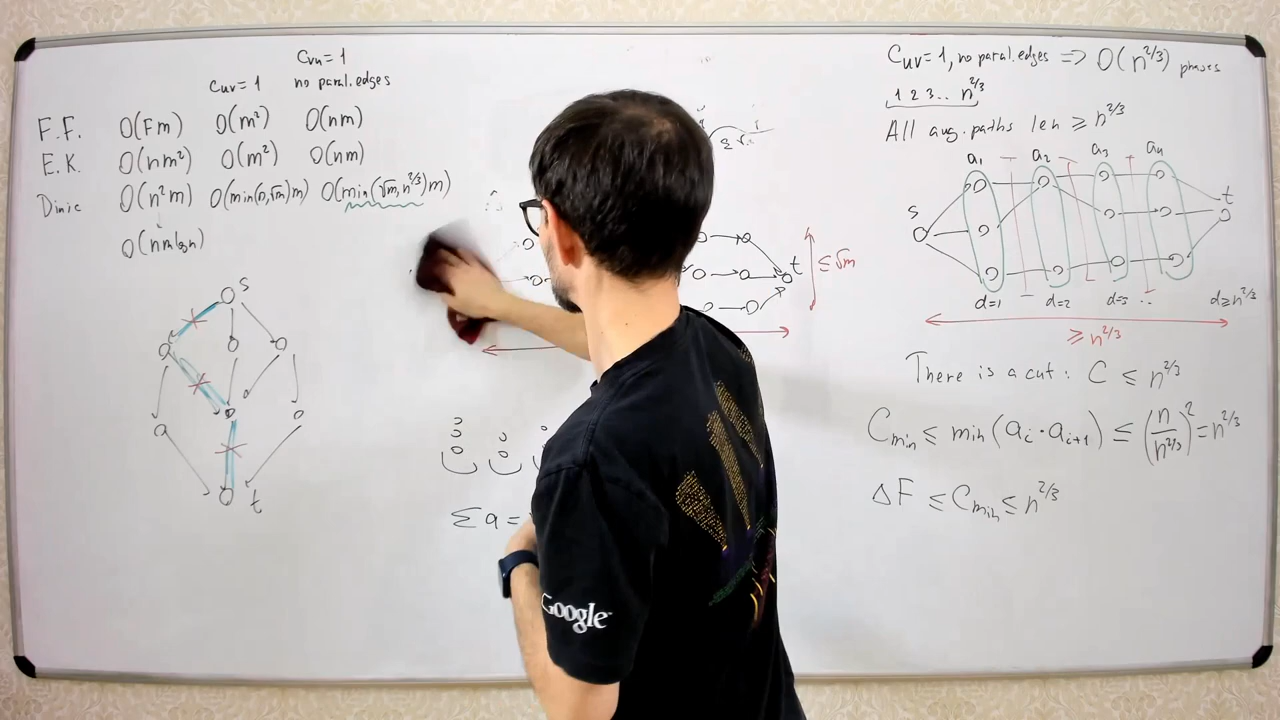 Cvu=1
Cuv=1 no paral.edges
F.F. O(Fm) O(m²) O(nm)
E.K. O(nm²) O(m²) O(nm)
Dinic O(n²m) O(min(n,√m)m) O(min(√m,n^2/3)m)
O(nm log n)
s
t
t
≤√m
Σa=
Google
Cuv=1, no paral.edges => O(n^2/3) phases
1 2 3... n^2/3
All aug.paths len ≥ n^2/3
a₁ a₂ a₃ a₄
s
t
d=1 d=2 d=3 .. d≥n^2/3
≥n^2/3
There is a cut: C ≤ n^2/3
Cmin ≤ min(aᵢ·aᵢ₊₁) ≤ (n/n^2/3)² = n^2/3
ΔF ≤ Cmin ≤ n^2/3